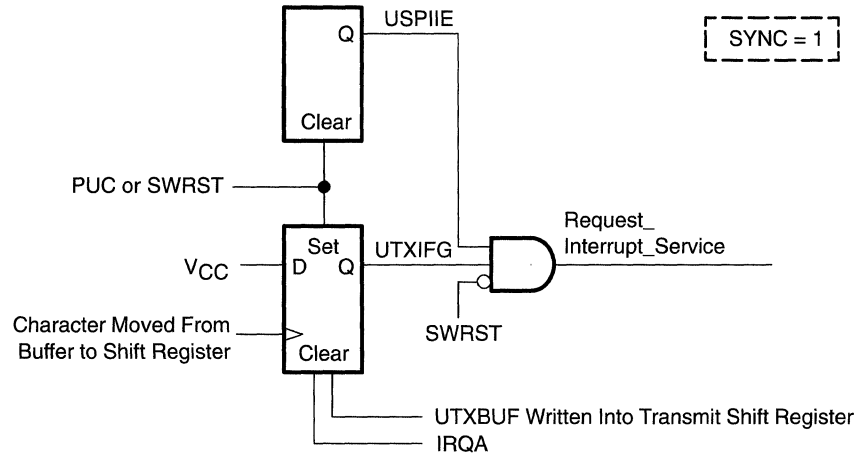 USPIIE
SYNC = 1
Q
Clear
PUC or SWRST
Set
UTXIFG
Request_
Interrupt_Service
VCC
D
Q
Character Moved From
Buffer to Shift Register
SWRST
Clear
UTXBUF Written Into Transmit Shift Register
IRQA